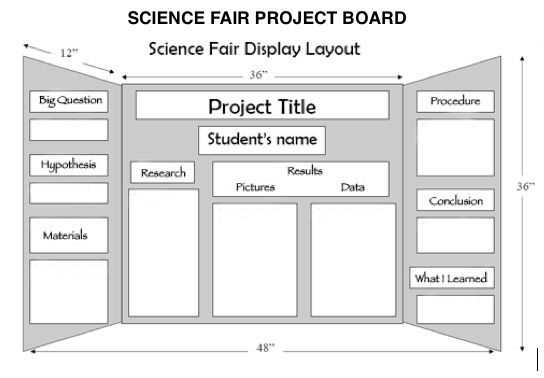 SCIENCE FAIR PROJECT BOARD
Science Fair Display Layout
12”
36”
Big Question
Hypothesis
Materials
Project Title
Student's name
Research
Results
Pictures Data
Procedure
Conclusion
What I Learned
36”
48”